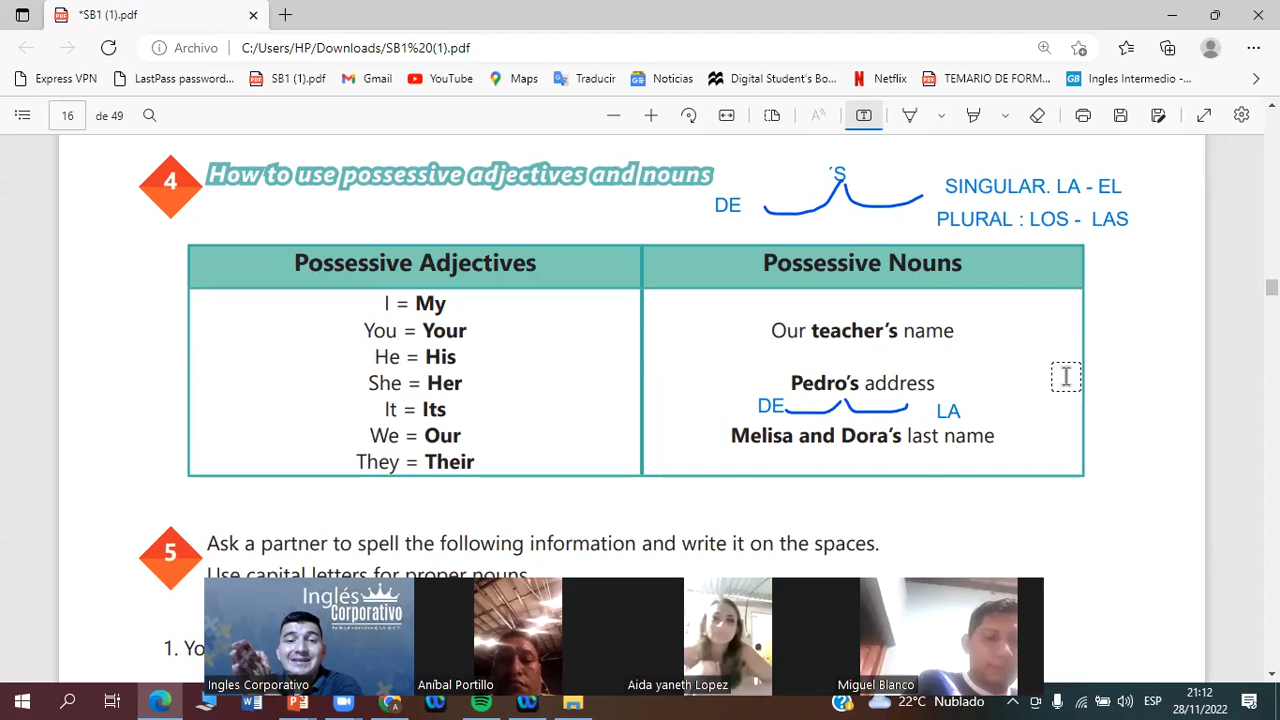 *SB1 (1).pdf
Archivo C:/Users/HP/Downloads/SB1%20(1).pdf
Express VPN LastPass password... SB1 (1).pdf Gmail YouTube Maps Traducir Noticias Digital Student's Bo... Netflix TEMARIO DE FORM... Ingles Intermedio -...
16 de 49
4 How to use possessive adjectives and nouns
DE ´S SINGULAR. LA - EL
PLURAL : LOS - LAS
Possessive Adjectives Possessive Nouns
I = My
You = Your
He = His
She = Her
It = Its
We = Our
They = Their
Our teacher's name
Pedro's address
DE LA
Melisa and Dora's last name
5 Ask a partner to spell the following information and write it on the spaces.
Use capital letters for proper nouns.
1. Yo
Inglés
Corporativo
Ingles Corporativo Aníbal Portillo Aida yaneth Lopez Miguel Blanco
22°C Nublado ESP 21:12
28/11/2022